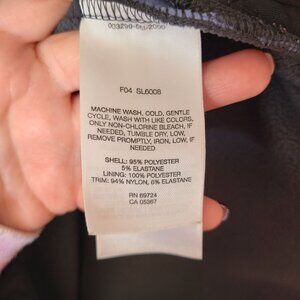 F04 SL6008
MACHINE WASH, COLD, GENTLE
CYCLE, WASH WITH LIKE COLORS,
ONLY NON-CHLORINE BLEACH, IF
NEEDED, TUMBLE DRY, LOW,
REMOVE PROMPTLY, IRON, LOW, IF
NEEDED
SHELL: 95% POLYESTER
5% ELASTANE
LINING: 100% POLYESTER
TRIM: 94% NYLON, 6% ELASTANE
RN 69724
CA 05367